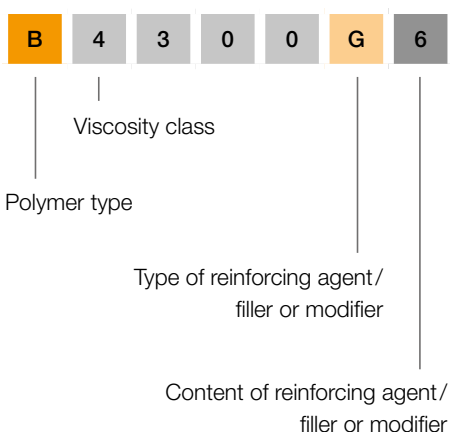 B 4 3 0 0 G 6
Viscosity class
Polymer type
Type of reinforcing agent/
filler or modifier
Content of reinforcing agent/
filler or modifier